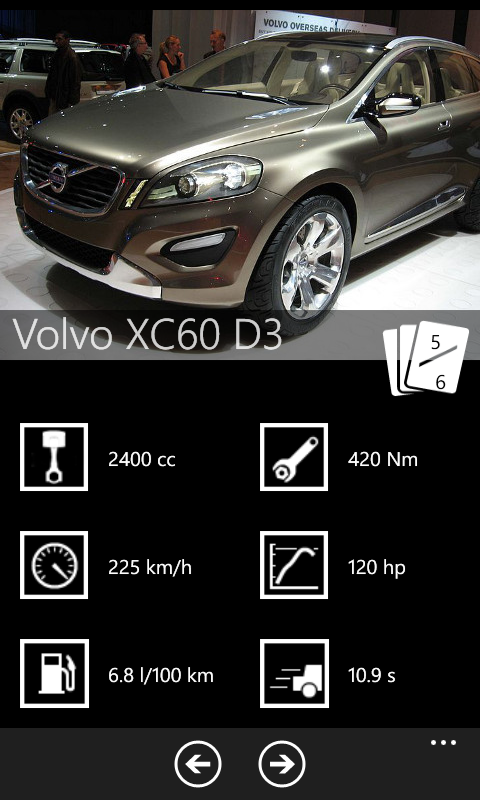 VOLVO OVERSEAS DELIVERY
Volvo XC60 D3
5
6
2400 cc
420 Nm
225 km/h
120 hp
6.8 l/100 km
10.9 s